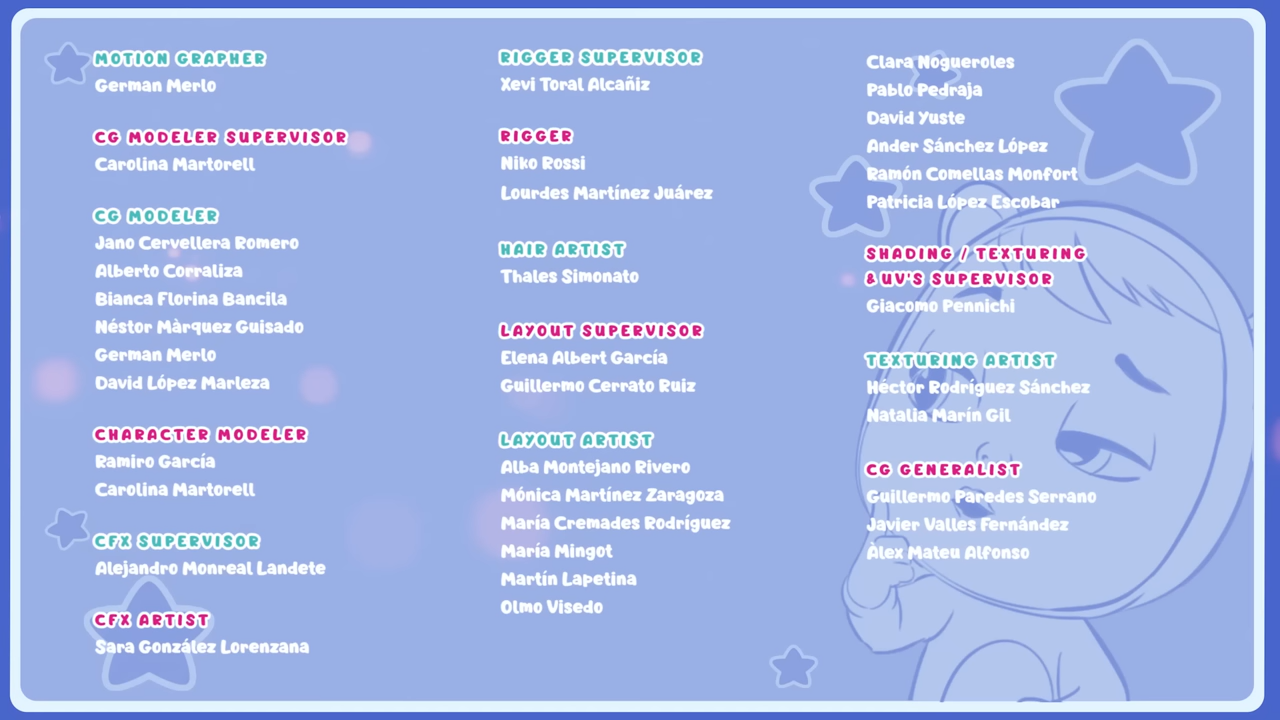 MOTION GRAPHER
German Merlo
CG MODELER SUPERVISOR
Carolina Martorell
CG MODELER
Jano Cervellera Romero
Alberto Corraliza
Bianca Florina Bancila
Néstor Màrquez Guisado
German Merlo
David López Marleza
CHARACTER MODELER
Ramiro García
Carolina Martorell
CFX SUPERVISOR
Alejandro Monreal Landete
CFX ARTIST
Sara González Lorenzana
RIGGER SUPERVISOR
Xevi Toral Alcañiz
RIGGER
Niko Rossi
Lourdes Martínez Juárez
HAIR ARTIST
Thales Simonato
LAYOUT SUPERVISOR
Elena Albert García
Guillermo Cerrato Ruiz
LAYOUT ARTIST
Alba Montejano Rivero
Mónica Martínez Zaragoza
María Cremades Rodríguez
María Mingot
Martín Lapetina
Olmo Visedo
Clara Nogueroles
Pablo Pedraja
David Yuste
Ander Sánchez López
Ramón Comellas Monfort
Patricia López Escobar
SHADING / TEXTURING
& UV'S SUPERVISOR
Giacomo Pennichi
TEXTURING ARTIST
Héctor Rodríguez Sánchez
Natalia Marín Gil
CG GENERALIST
Guillermo Paredes Serrano
Javier Valles Fernández
Àlex Mateu Alfonso